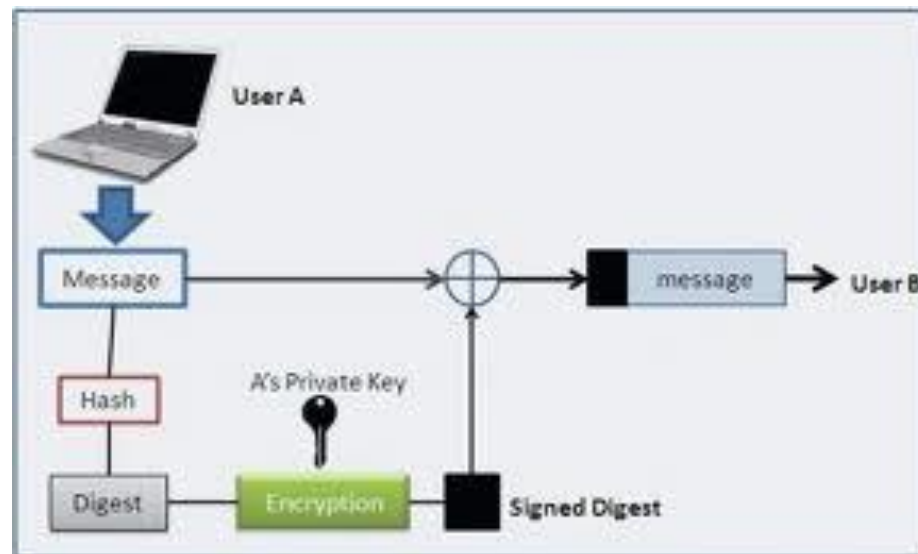 User A
Message
message
User B
Hash
A's Private Key
Digest
Encryption
Signed Digest